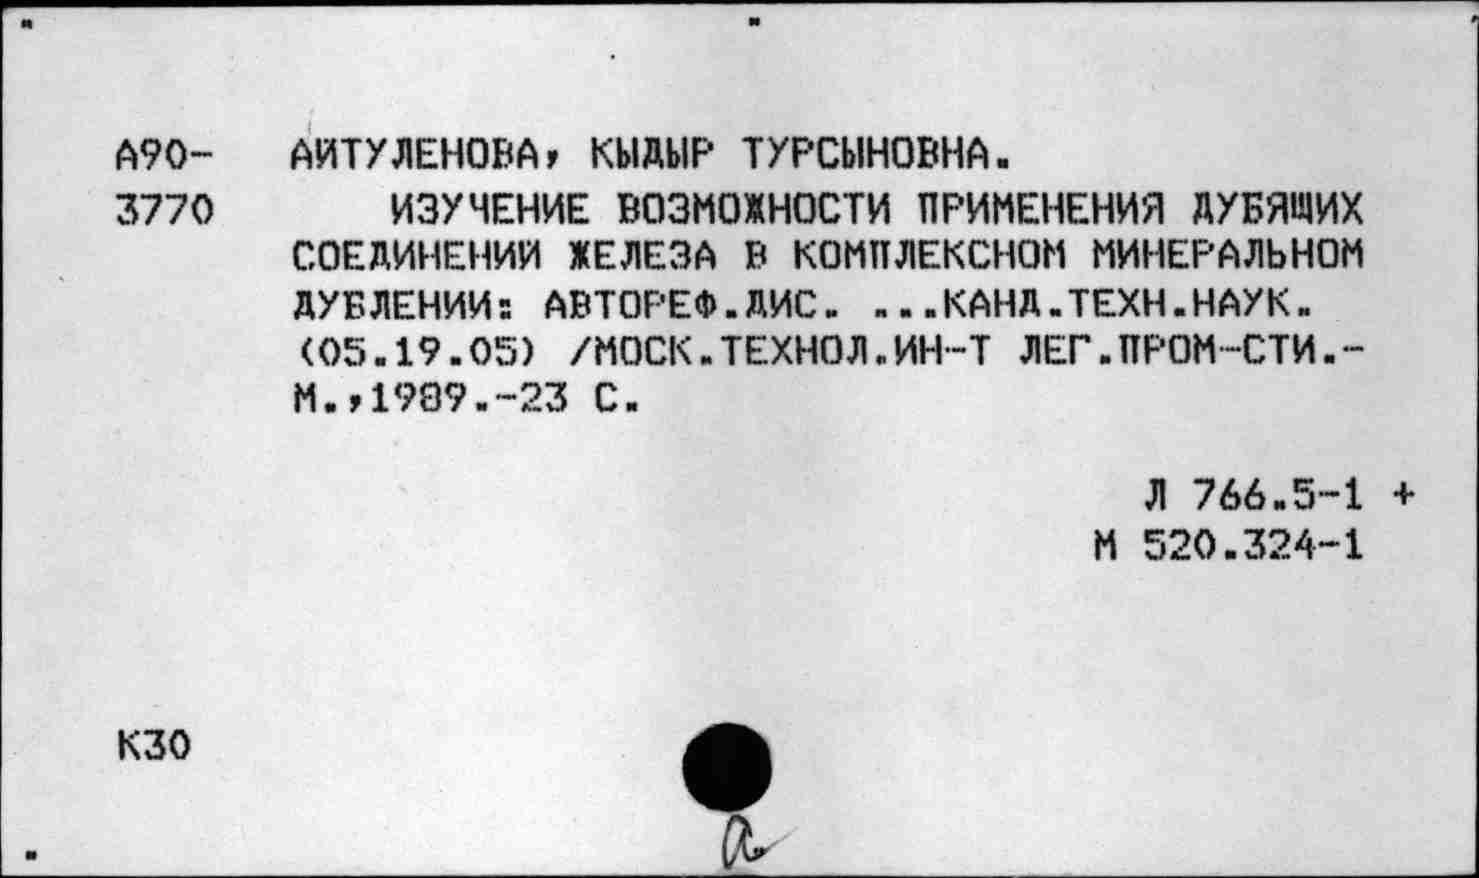 А90- АЙТУЛЕНОВА, КЫДЫР ТУРСЫНОВНА.
3770 ИЗУЧЕНИЕ ВОЗМОЖНОСТИ ПРИМЕНЕНИЯ ДУБЯЩИХ
СОЕДИНЕНИЙ ЖЕЛЕЗА В КОМПЛЕКСНОМ МИНЕРАЛЬНОМ
ДУБЛЕНИИ: АВТОРЕФ.ДИС. ...КАНД.ТЕХН.НАУК.
(05.19.05) /МОСК.ТЕХНОЛ.ИН-Т ЛЕГ.ПРОМ-СТИ.-
М.,1989.-23 С.
Л 766.5-1 +
М 520.324-1
К30